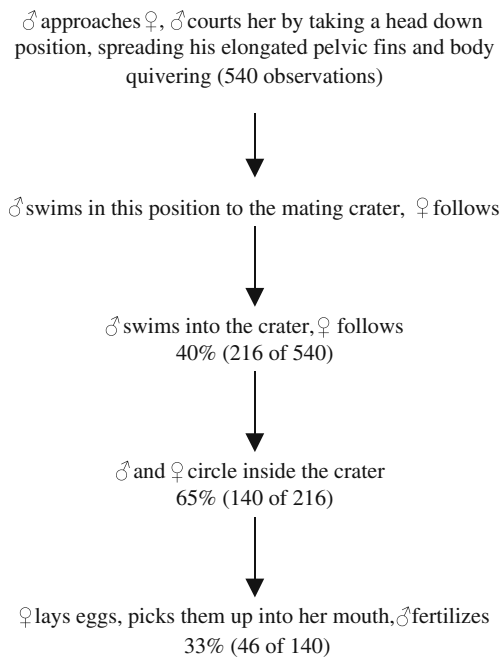 ♂approaches♀, ♂courts her by taking a head down
position, spreading his elongated pelvic fins and body
quivering (540 observations)
♂swims in this position to the mating crater, ♀follows
♂swims into the crater,♀ follows
40% (216 of 540)
♂and ♀circle inside the crater
65% (140 of 216)
♀lays eggs, picks them up into her mouth,♂fertilizes
33% (46 of 140)